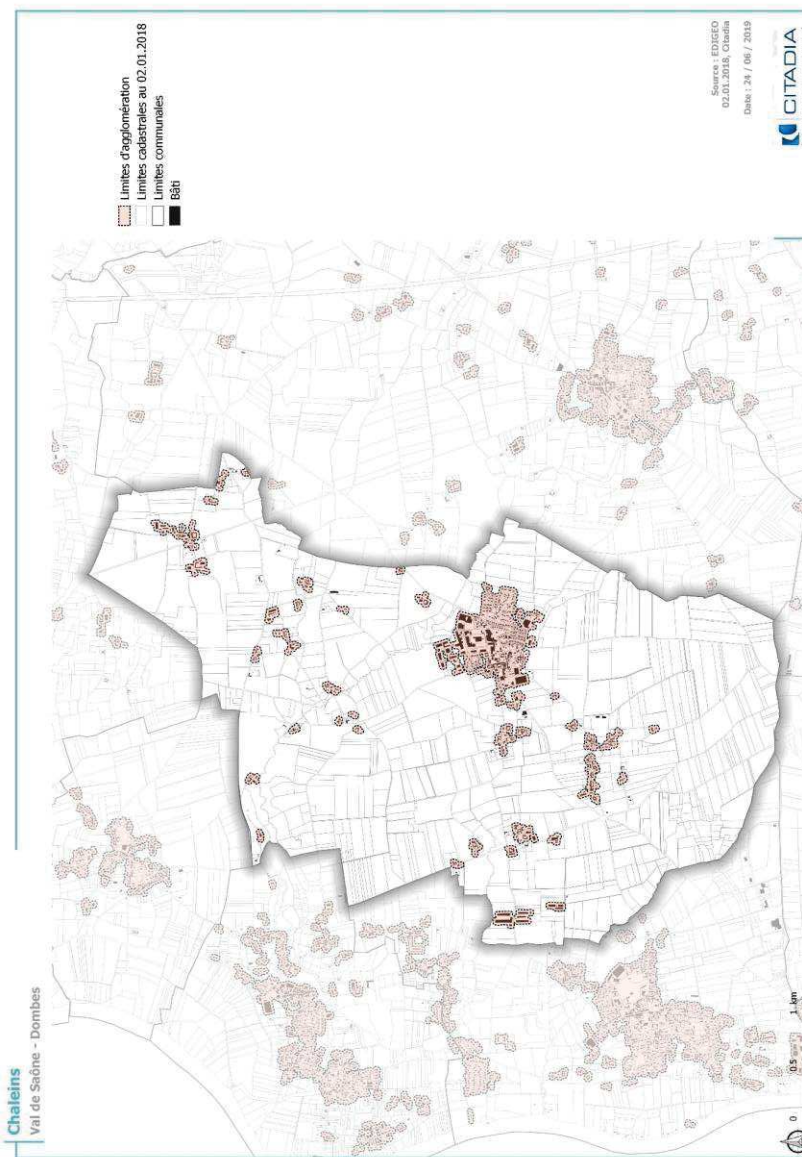 Chaleins
Val de Saône - Dombes
Limites d'agglomération
Limites cadastrales au 02.01.2018
Limites communales
Bâti
Source : EDIGEO
02.01.2018, Citadia
Date : 24 / 06 / 2019
CITADIA
0 0.5 1 km